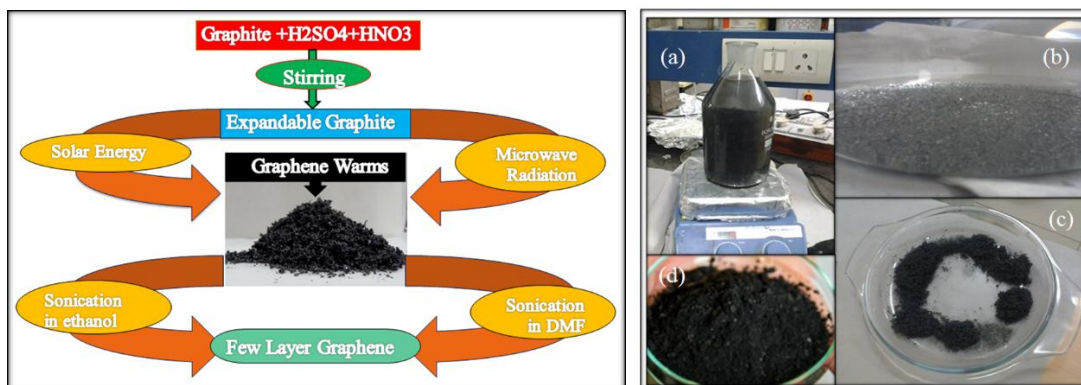 Graphite +H2SO4+HNO3
Stirring
Expandable Graphite
Solar Energy
Microwave
Radiation
Graphene Warms
Sonication
in ethanol
Sonication
in DMF
Few Layer Graphene
(a)
(b)
(c)
(d)